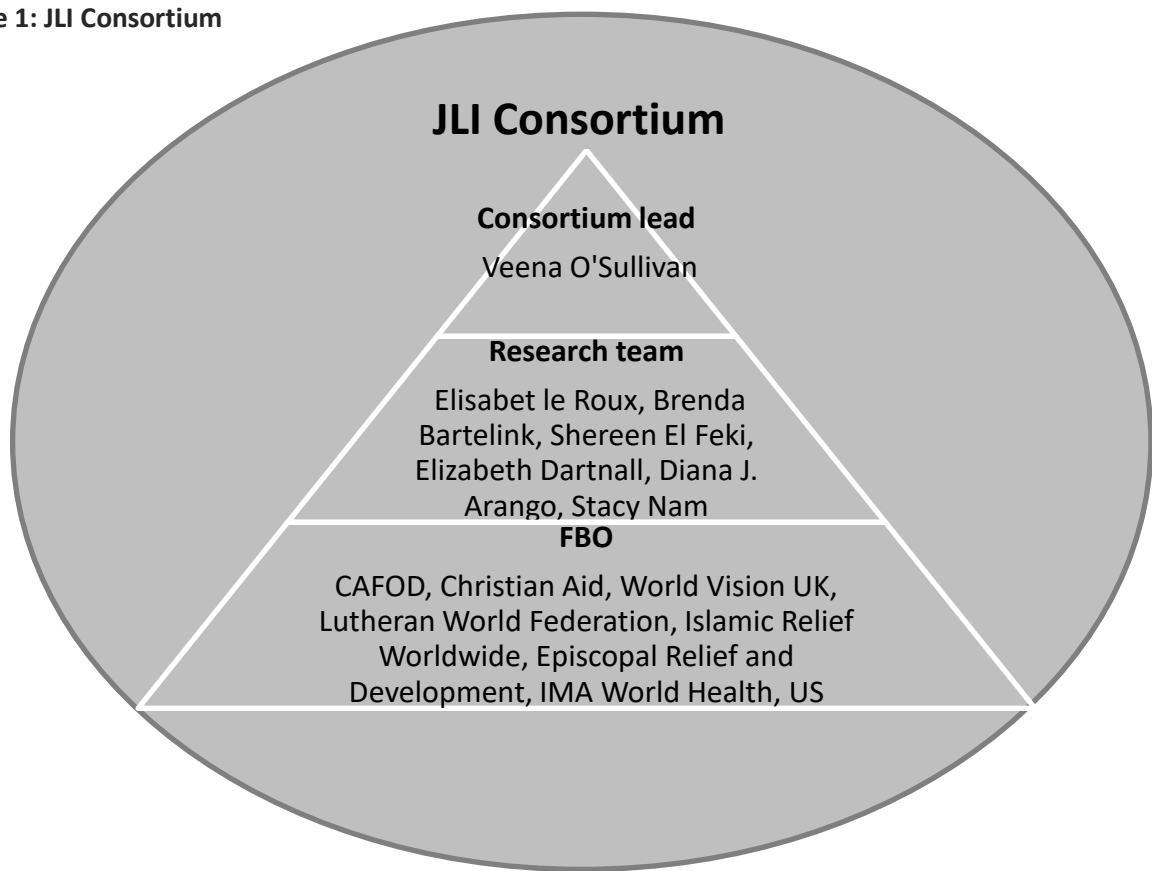 e 1: JLI Consortium
JLI Consortium
Consortium lead
Veena O'Sullivan
Research team
Elisabet le Roux, Brenda
Bartelink, Shereen El Feki,
Elizabeth Dartnall, Diana J.
Arango, Stacy Nam
FBO
CAFOD, Christian Aid, World Vision UK,
Lutheran World Federation, Islamic Relief
Worldwide, Episcopal Relief and
Development, IMA World Health, US